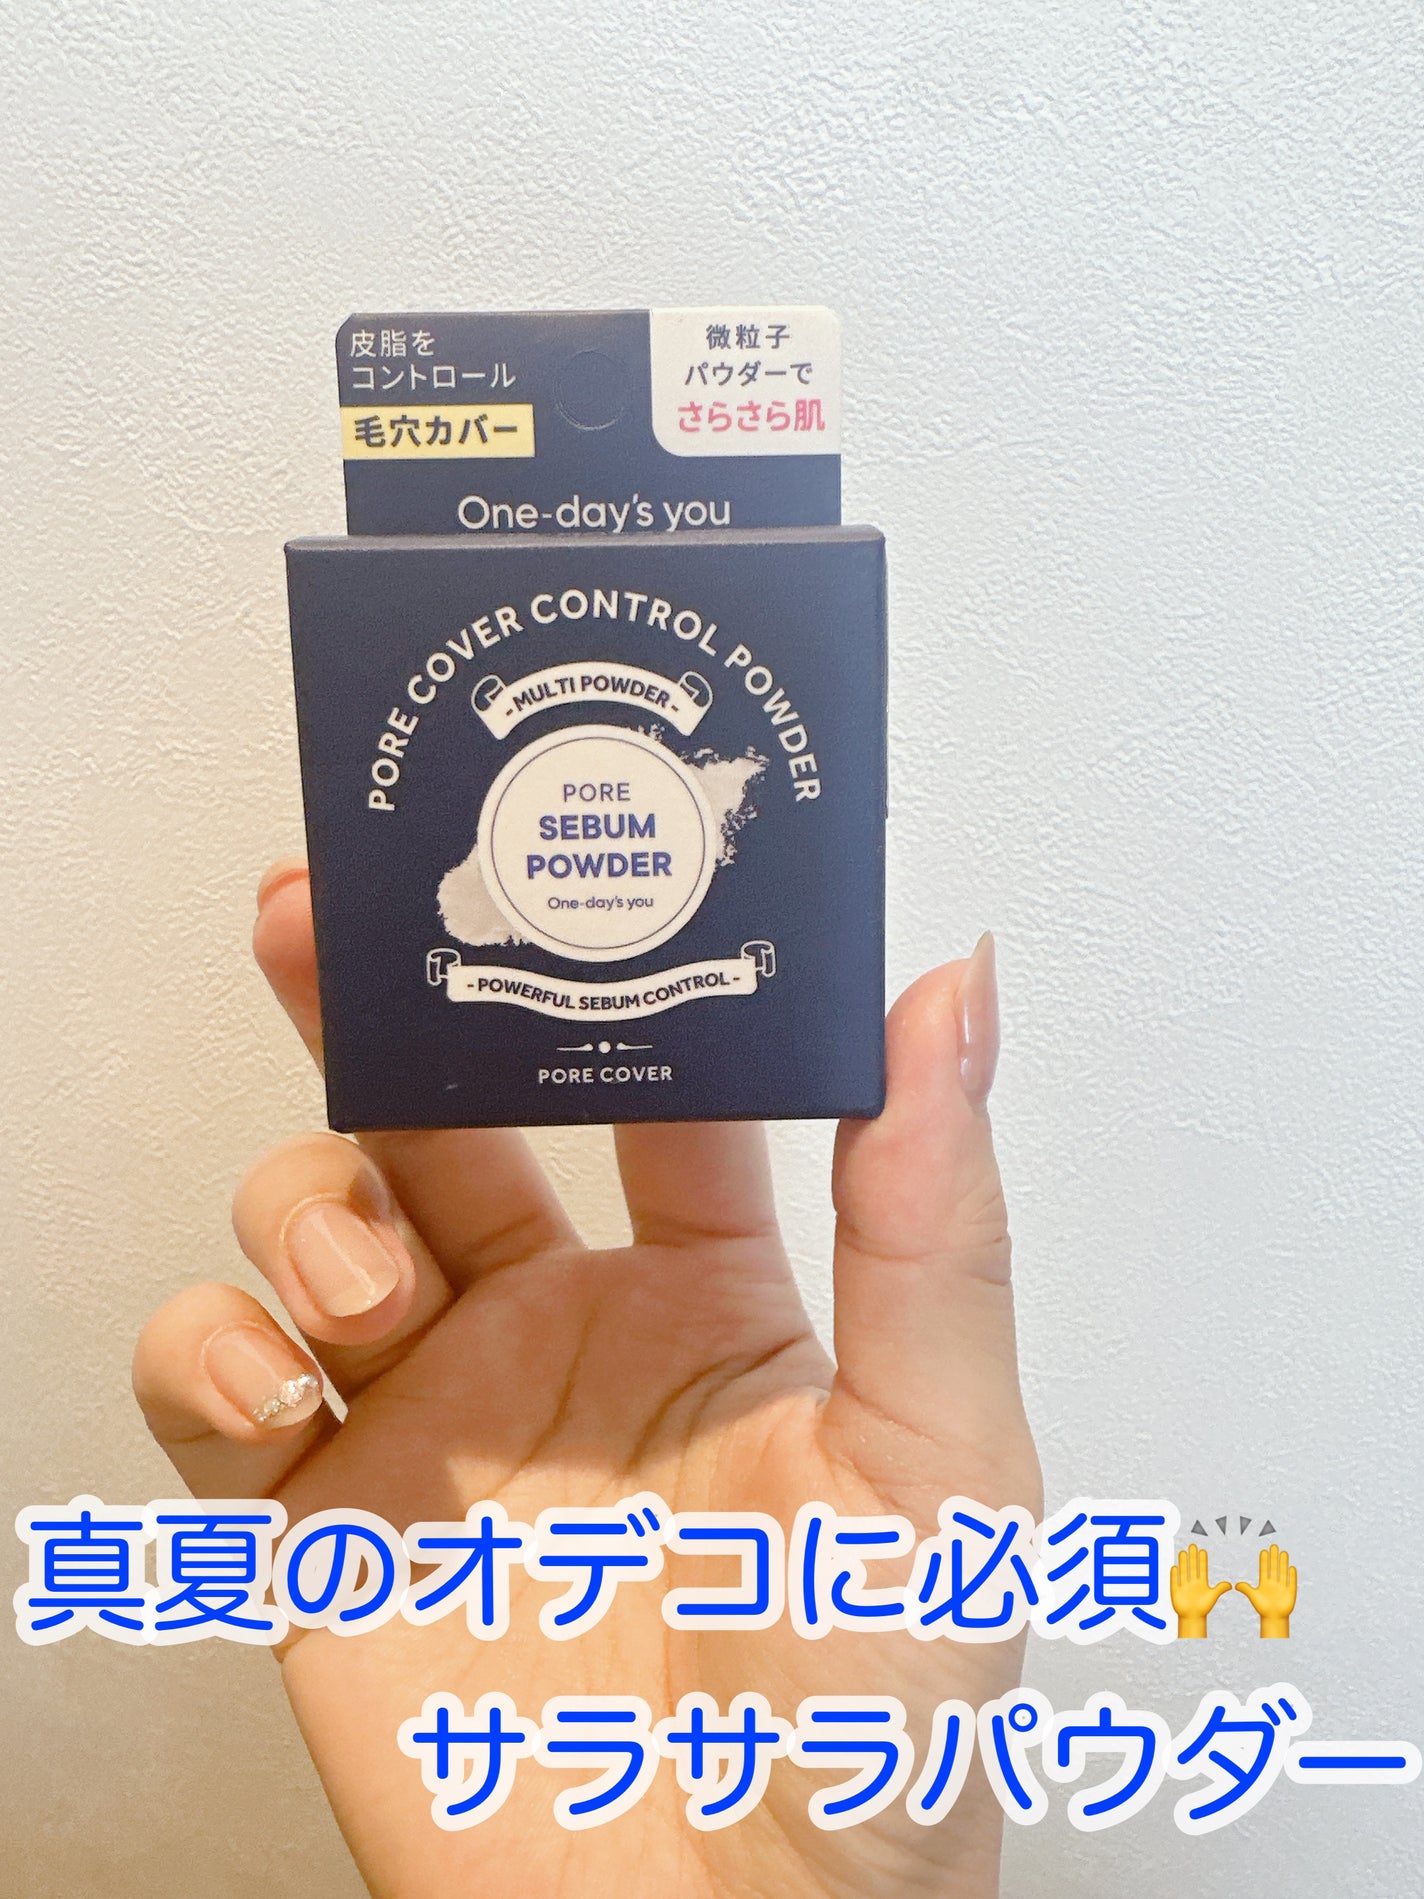 皮脂を
コントロール
毛穴カバー
微粒子
パウダーで
さらさら肌
One-day's you
PORE COVER CONTROL POWDER
-MULTI POWDER-
PORE
SEBUM
POWDER
One-day's you
-POWERFUL SEBUM CONTROL-
PORE COVER
真夏のオデコに必須🙌
サラサラパウダー